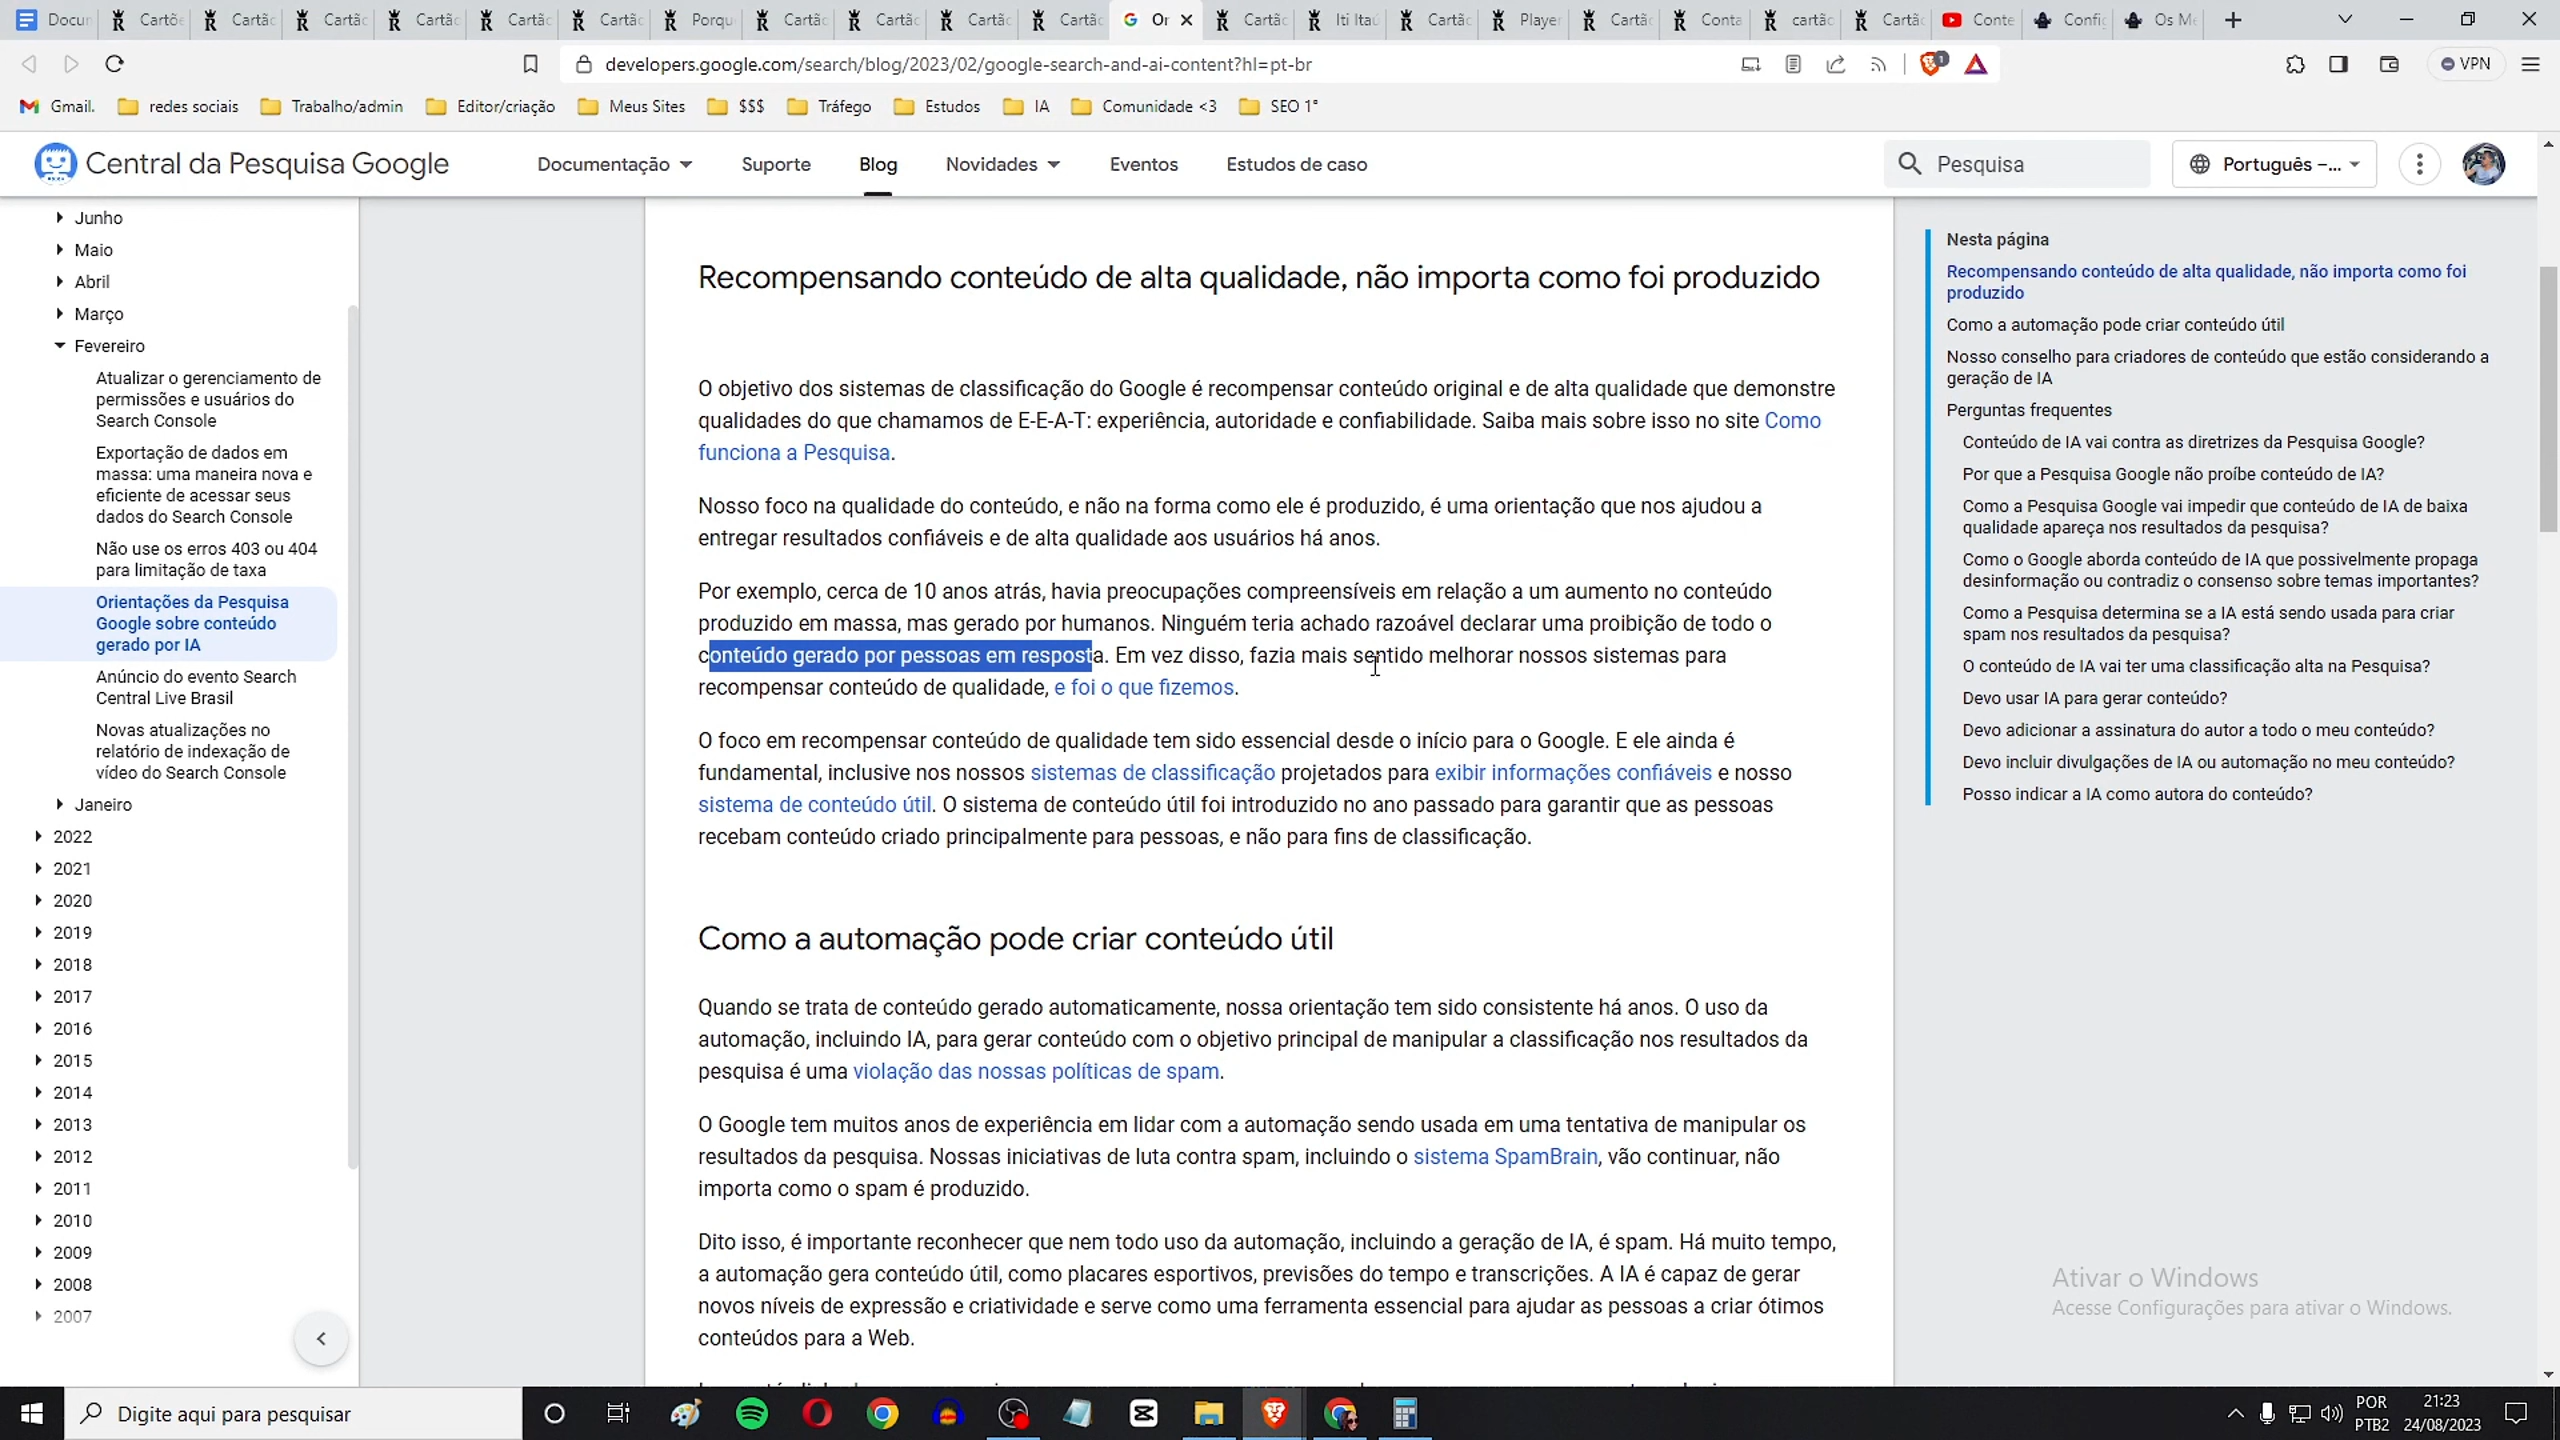 Docun
Cartõe
Cartão
Cartão
Cartão
Cartão
Cartão
Porqu
Cartão
Cartão
Cartão
Cartão
Or
Cartão
Iti Itaú
Cartão
Player
Cartão
Conta
cartão
Cartão
Conte
Config
Os Me
developers.google.com/search/blog/2023/02/google-search-and-ai-content?hl=pt-br
1
VPN
Gmail.
redes sociais
Trabalho/admin
Editor/criação
Meus Sites
$$$
Tráfego
Estudos
IA
Comunidade <3
SEO 1°
Central da Pesquisa Google
Documentação
Suporte
Blog
Novidades
Eventos
Estudos de caso
Pesquisa
Português –...
Junho
Maio
Abril
Março
Fevereiro
Atualizar o gerenciamento de
permissões e usuários do
Search Console
Exportação de dados em
massa: uma maneira nova e
eficiente de acessar seus
dados do Search Console
Não use os erros 403 ou 404
para limitação de taxa
Orientações da Pesquisa
Google sobre conteúdo
gerado por IA
Anúncio do evento Search
Central Live Brasil
Novas atualizações no
relatório de indexação de
vídeo do Search Console
Janeiro
2022
2021
2020
2019
2018
2017
2016
2015
2014
2013
2012
2011
2010
2009
2008
2007
Recompensando conteúdo de alta qualidade, não importa como foi produzido
O objetivo dos sistemas de classificação do Google é recompensar conteúdo original e de alta qualidade que demonstre
qualidades do que chamamos de E-E-A-T: experiência, autoridade e confiabilidade. Saiba mais sobre isso no site Como
funciona a Pesquisa.
Nosso foco na qualidade do conteúdo, e não na forma como ele é produzido, é uma orientação que nos ajudou a
entregar resultados confiáveis e de alta qualidade aos usuários há anos.
Por exemplo, cerca de 10 anos atrás, havia preocupações compreensíveis em relação a um aumento no conteúdo
produzido em massa, mas gerado por humanos. Ninguém teria achado razoável declarar uma proibição de todo o
conteúdo gerado por pessoas em resposta. Em vez disso, fazia mais sentido melhorar nossos sistemas para
recompensar conteúdo de qualidade, e foi o que fizemos.
O foco em recompensar conteúdo de qualidade tem sido essencial desde o início para o Google. E ele ainda é
fundamental, inclusive nos nossos sistemas de classificação projetados para exibir informações confiáveis e nosso
sistema de conteúdo útil. O sistema de conteúdo útil foi introduzido no ano passado para garantir que as pessoas
recebam conteúdo criado principalmente para pessoas, e não para fins de classificação.
Como a automação pode criar conteúdo útil
Quando se trata de conteúdo gerado automaticamente, nossa orientação tem sido consistente há anos. O uso da
automação, incluindo IA, para gerar conteúdo com o objetivo principal de manipular a classificação nos resultados da
pesquisa é uma violação das nossas políticas de spam.
O Google tem muitos anos de experiência em lidar com a automação sendo usada em uma tentativa de manipular os
resultados da pesquisa. Nossas iniciativas de luta contra spam, incluindo o sistema SpamBrain, vão continuar, não
importa como o spam é produzido.
Dito isso, é importante reconhecer que nem todo uso da automação, incluindo a geração de IA, é spam. Há muito tempo,
a automação gera conteúdo útil, como placares esportivos, previsões do tempo e transcrições. A IA é capaz de gerar
novos níveis de expressão e criatividade e serve como uma ferramenta essencial para ajudar as pessoas a criar ótimos
conteúdos para a Web.
Nesta página
Recompensando conteúdo de alta qualidade, não importa como foi
produzido
Como a automação pode criar conteúdo útil
Nosso conselho para criadores de conteúdo que estão considerando a
geração de IA
Perguntas frequentes
Conteúdo de IA vai contra as diretrizes da Pesquisa Google?
Por que a Pesquisa Google não proíbe conteúdo de IA?
Como a Pesquisa Google vai impedir que conteúdo de IA de baixa
qualidade apareça nos resultados da pesquisa?
Como o Google aborda conteúdo de IA que possivelmente propaga
desinformação ou contradiz o consenso sobre temas importantes?
Como a Pesquisa determina se a IA está sendo usada para criar
spam nos resultados da pesquisa?
O conteúdo de IA vai ter uma classificação alta na Pesquisa?
Devo usar IA para gerar conteúdo?
Devo adicionar a assinatura do autor a todo o meu conteúdo?
Devo incluir divulgações de IA ou automação no meu conteúdo?
Posso indicar a IA como autora do conteúdo?
Ativar o Windows
Acesse Configurações para ativar o Windows.
Digite aqui para pesquisar
POR
PTB2
21:23
24/08/2023